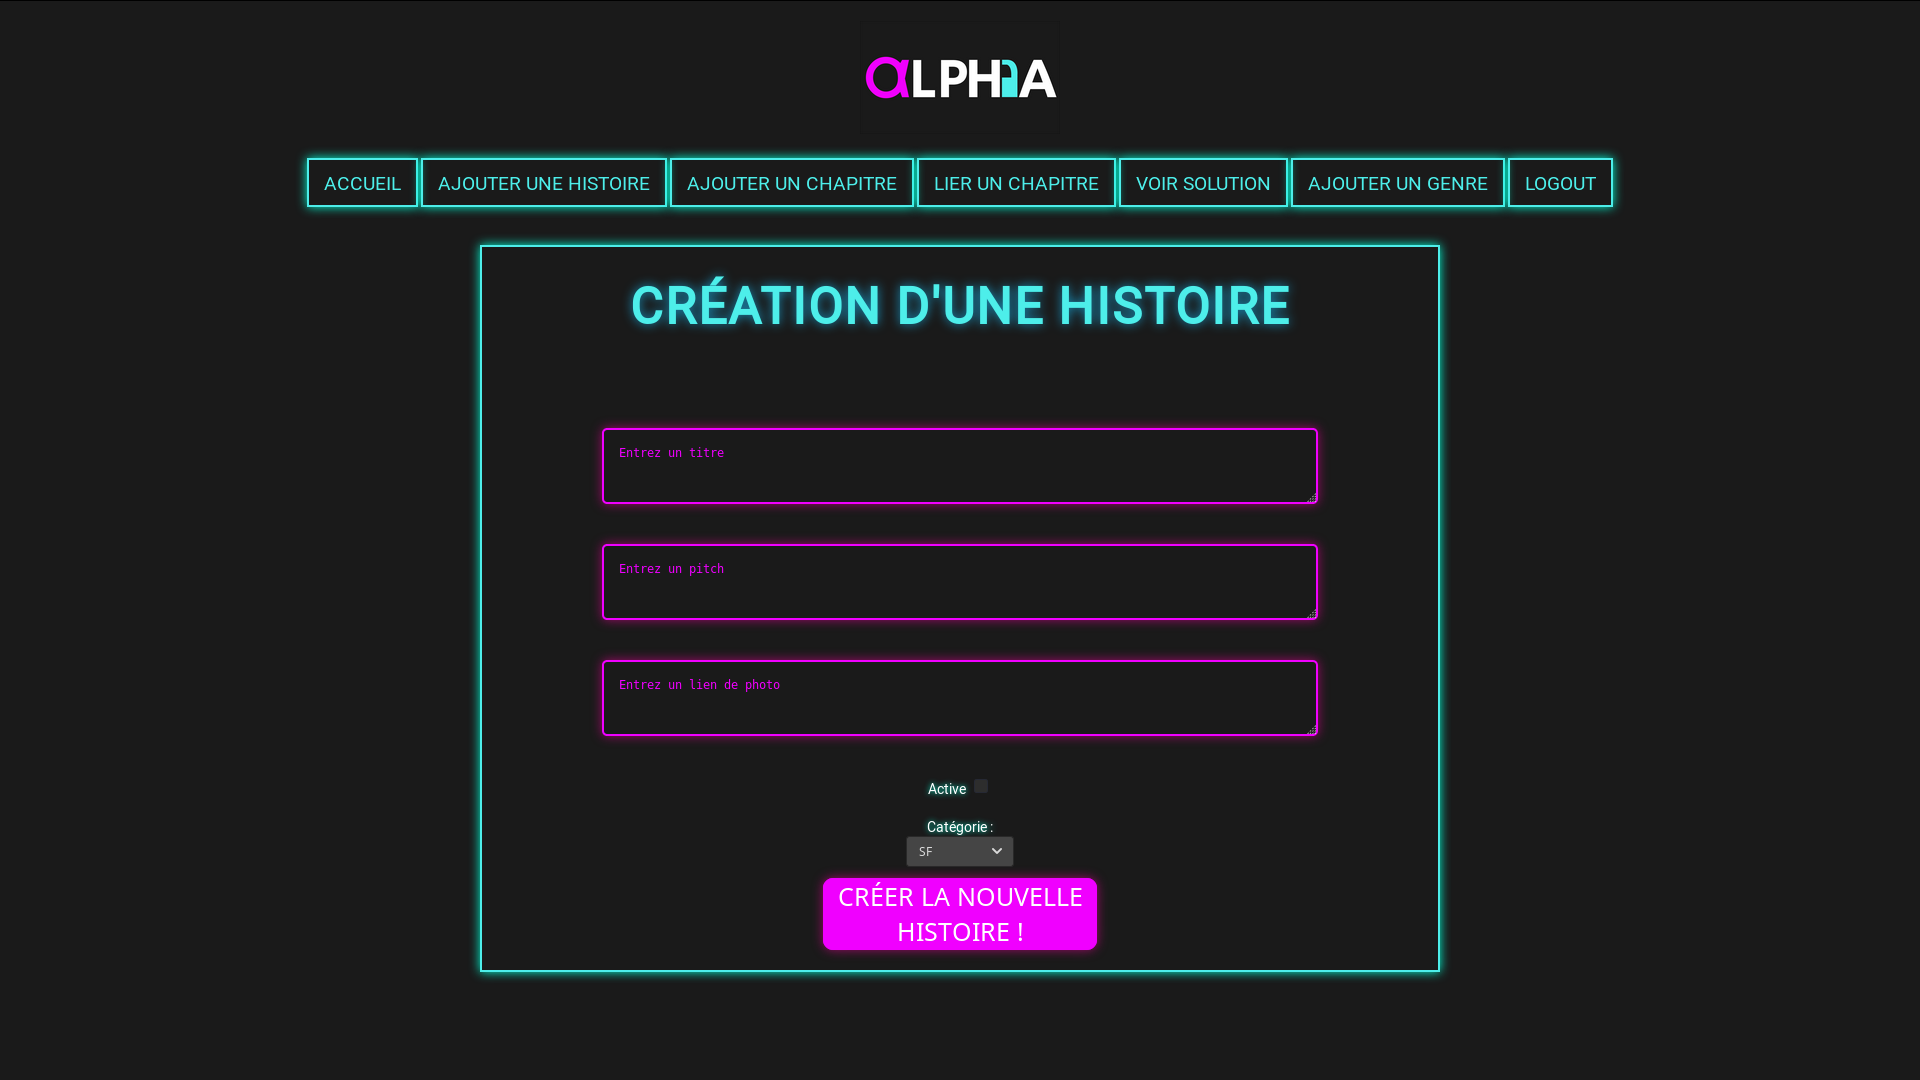 αLPHA
ACCUEIL AJOUTER UNE HISTOIRE AJOUTER UN CHAPITRE LIER UN CHAPITRE VOIR SOLUTION AJOUTER UN GENRE LOGOUT
CRÉATION D'UNE HISTOIRE
Entrez un titre
Entrez un pitch
Entrez un lien de photo
Active
Catégorie :
SF
CRÉER LA NOUVELLE
HISTOIRE !